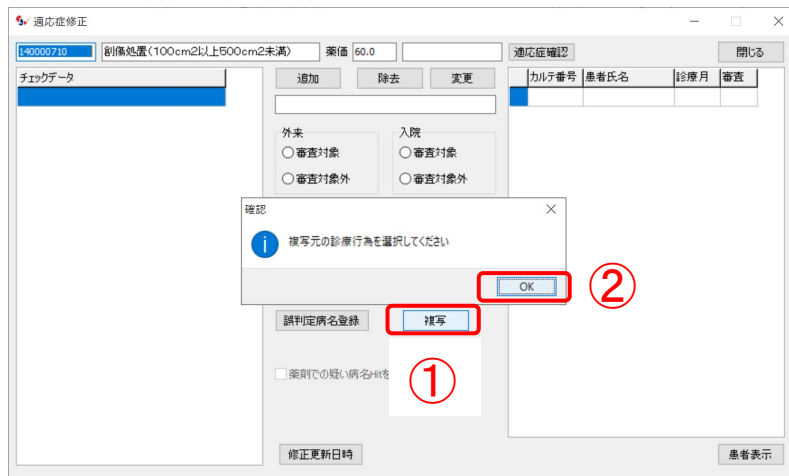 適応症修正
140000710 創傷処置(100cm2以上500cm2未満) 薬価 60.0 適応症確認 閉じる
チェックデータ 追加 除去 変更 カルテ番号 患者氏名 診療月 審査
外来 入院
審査対象 審査対象
審査対象外 審査対象外
確認
複写元の診療行為を選択してください
OK ②
誤判定病名登録 複写
薬剤での疑い病名Hitを
①
修正更新日時 患者表示